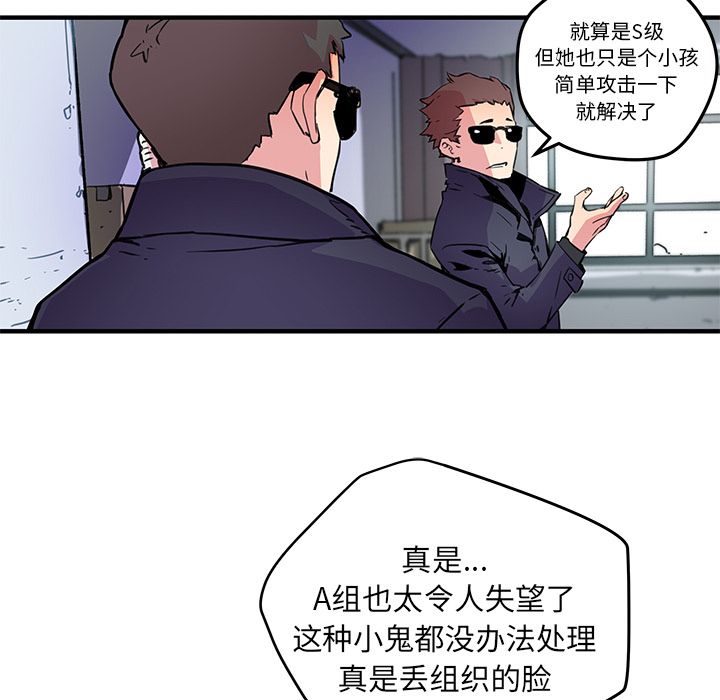 就算是S级
但她也只是个小孩
简单攻击一下
就解决了
真是...
A组也太令人失望了
这种小鬼都没办法处理
真是丢组织的脸